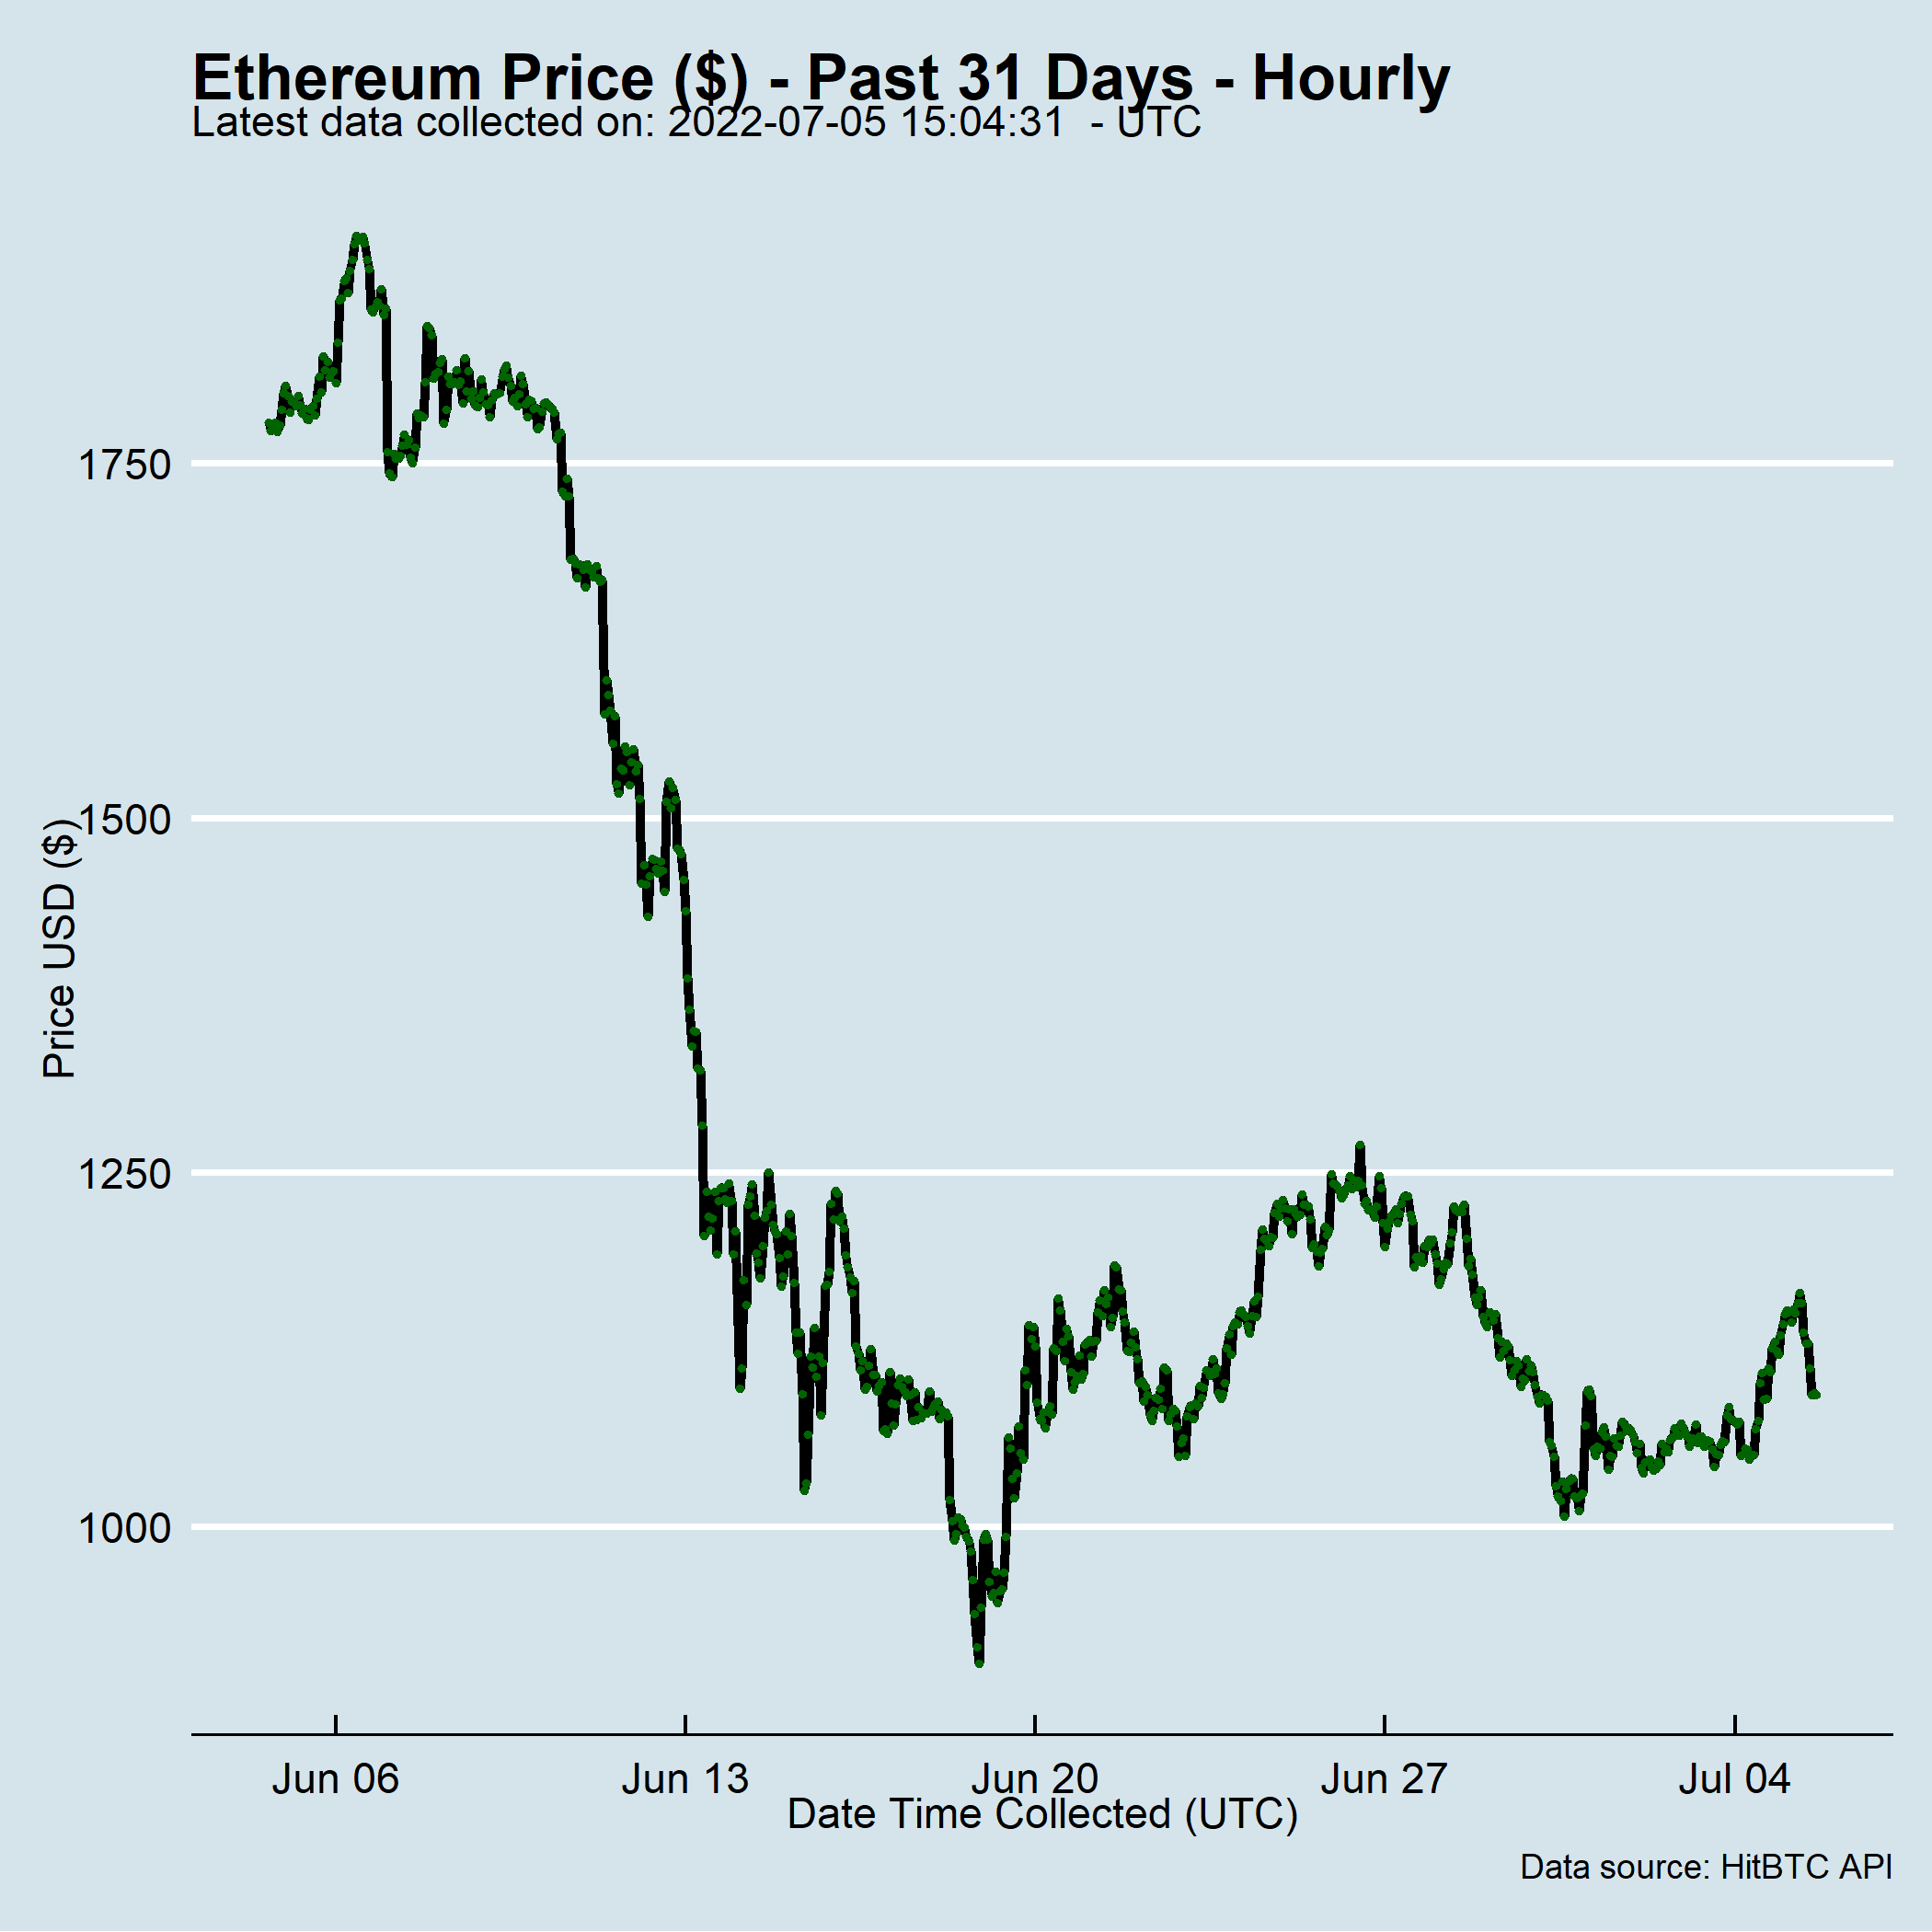 Ethereum Price ($) - Past 31 Days - Hourly
Latest data collected on: 2022-07-05 15:04:31  - UTC
Price USD ($)
1750
1500
1250
1000
Jun 06
Jun 13
Jun 20
Jun 27
Jul 04
Date Time Collected (UTC)
Data source: HitBTC API